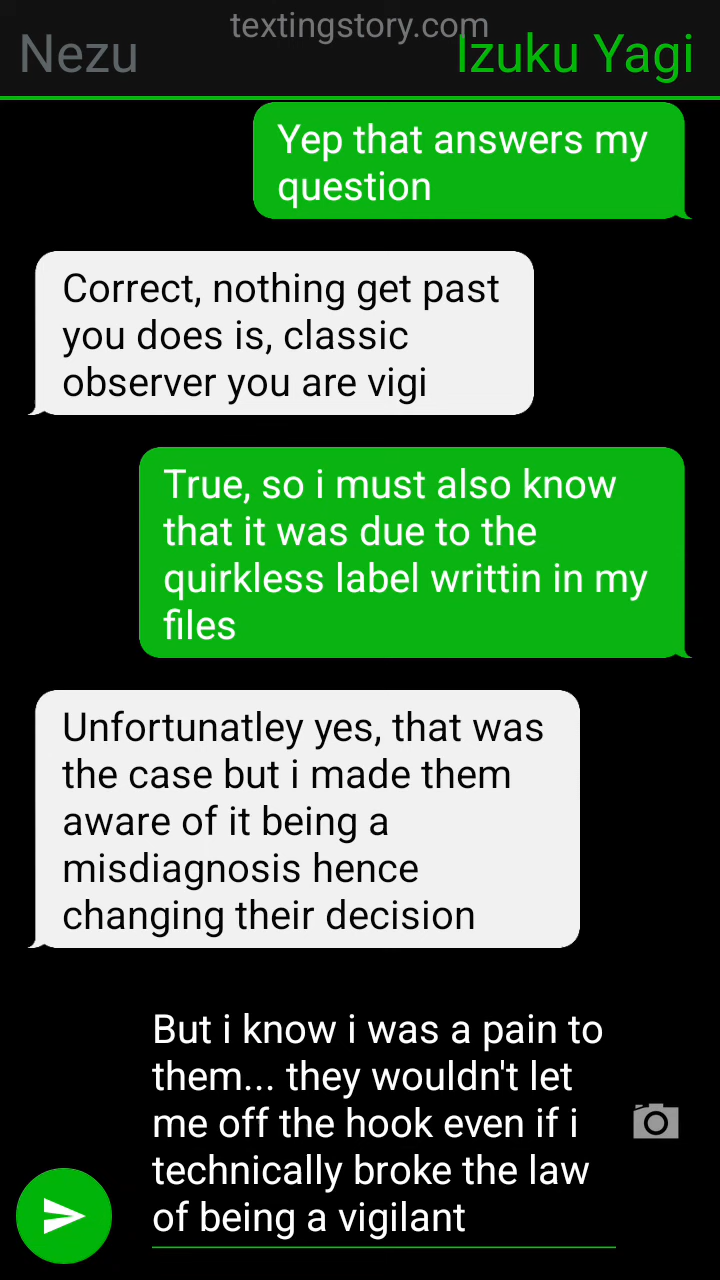 textingstory.com
Nezu
Izuku Yagi
Yep that answers my
question
Correct, nothing get past
you does is, classic
observer you are vigi
True, so i must also know
that it was due to the
quirkless label writtin in my
files
Unfortunatley yes, that was
the case but i made them
aware of it being a
misdiagnosis hence
changing their decision
But i know i was a pain to
them... they wouldn't let
me off the hook even if i
technically broke the law
of being a vigilant